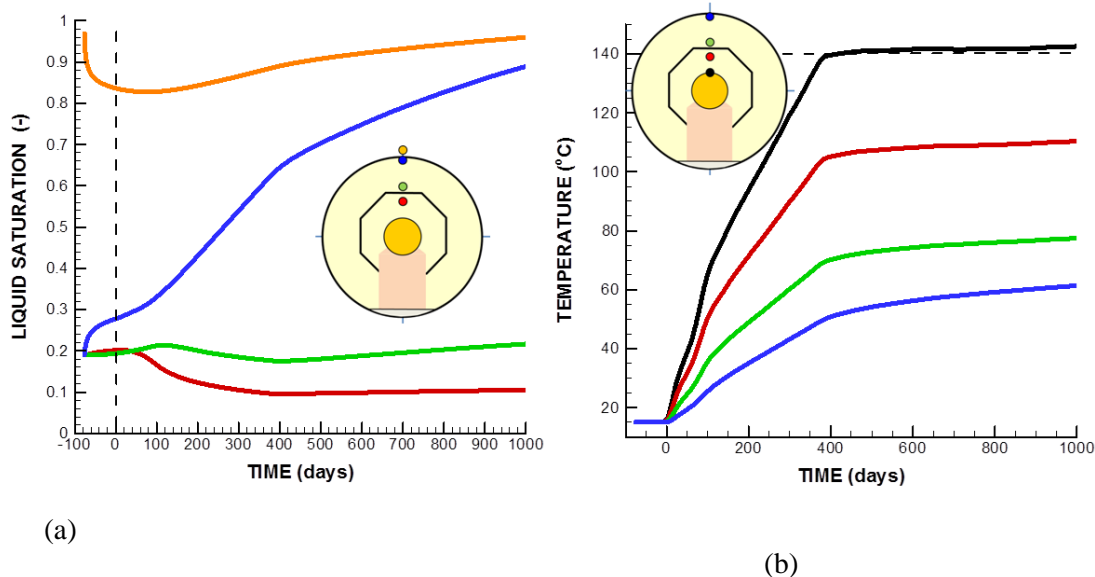 1
0.9
0.8
0.7
0.6
0.5
0.4
0.3
0.2
0.1
0
LIQUID SATURATION (-)
-100 0 100 200 300 400 500 600 700 800 900 1000
TIME (days)
(a)
140
120
100
80
60
40
20
TEMPERATURE (°C)
0 200 400 600 800 1000
TIME (days)
(b)